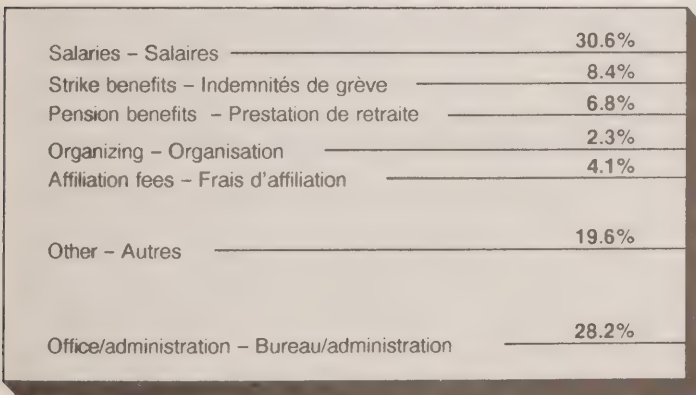 Salaries – Salaires 30.6%
Strike benefits – Indemnités de grève 8.4%
Pension benefits – Prestation de retraite 6.8%
Organizing – Organisation 2.3%
Affiliation fees – Frais d'affiliation 4.1%
Other – Autres 19.6%
Office/administration – Bureau/administration 28.2%